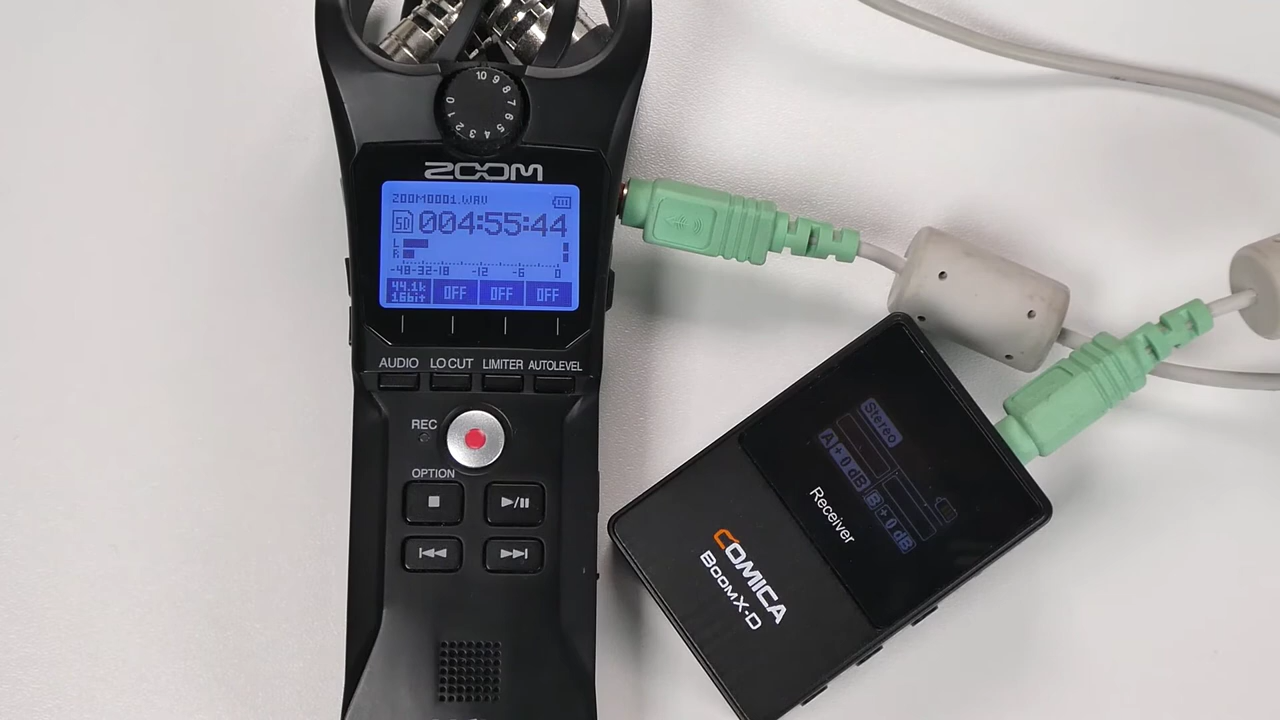 10 9 8 7 6 5 4 3 2 1 0
ZOOM
ZOOM0001.WAV
SD 004:55:44
L
R
-48-32-18 -12 -6 0
44.1k
16bit OFF OFF OFF
AUDIO LO CUT LIMITER AUTOLEVEL
REC
OPTION
Stereo
A +0 dB B +0 dB
Receiver
COMICA
BOOMX-D